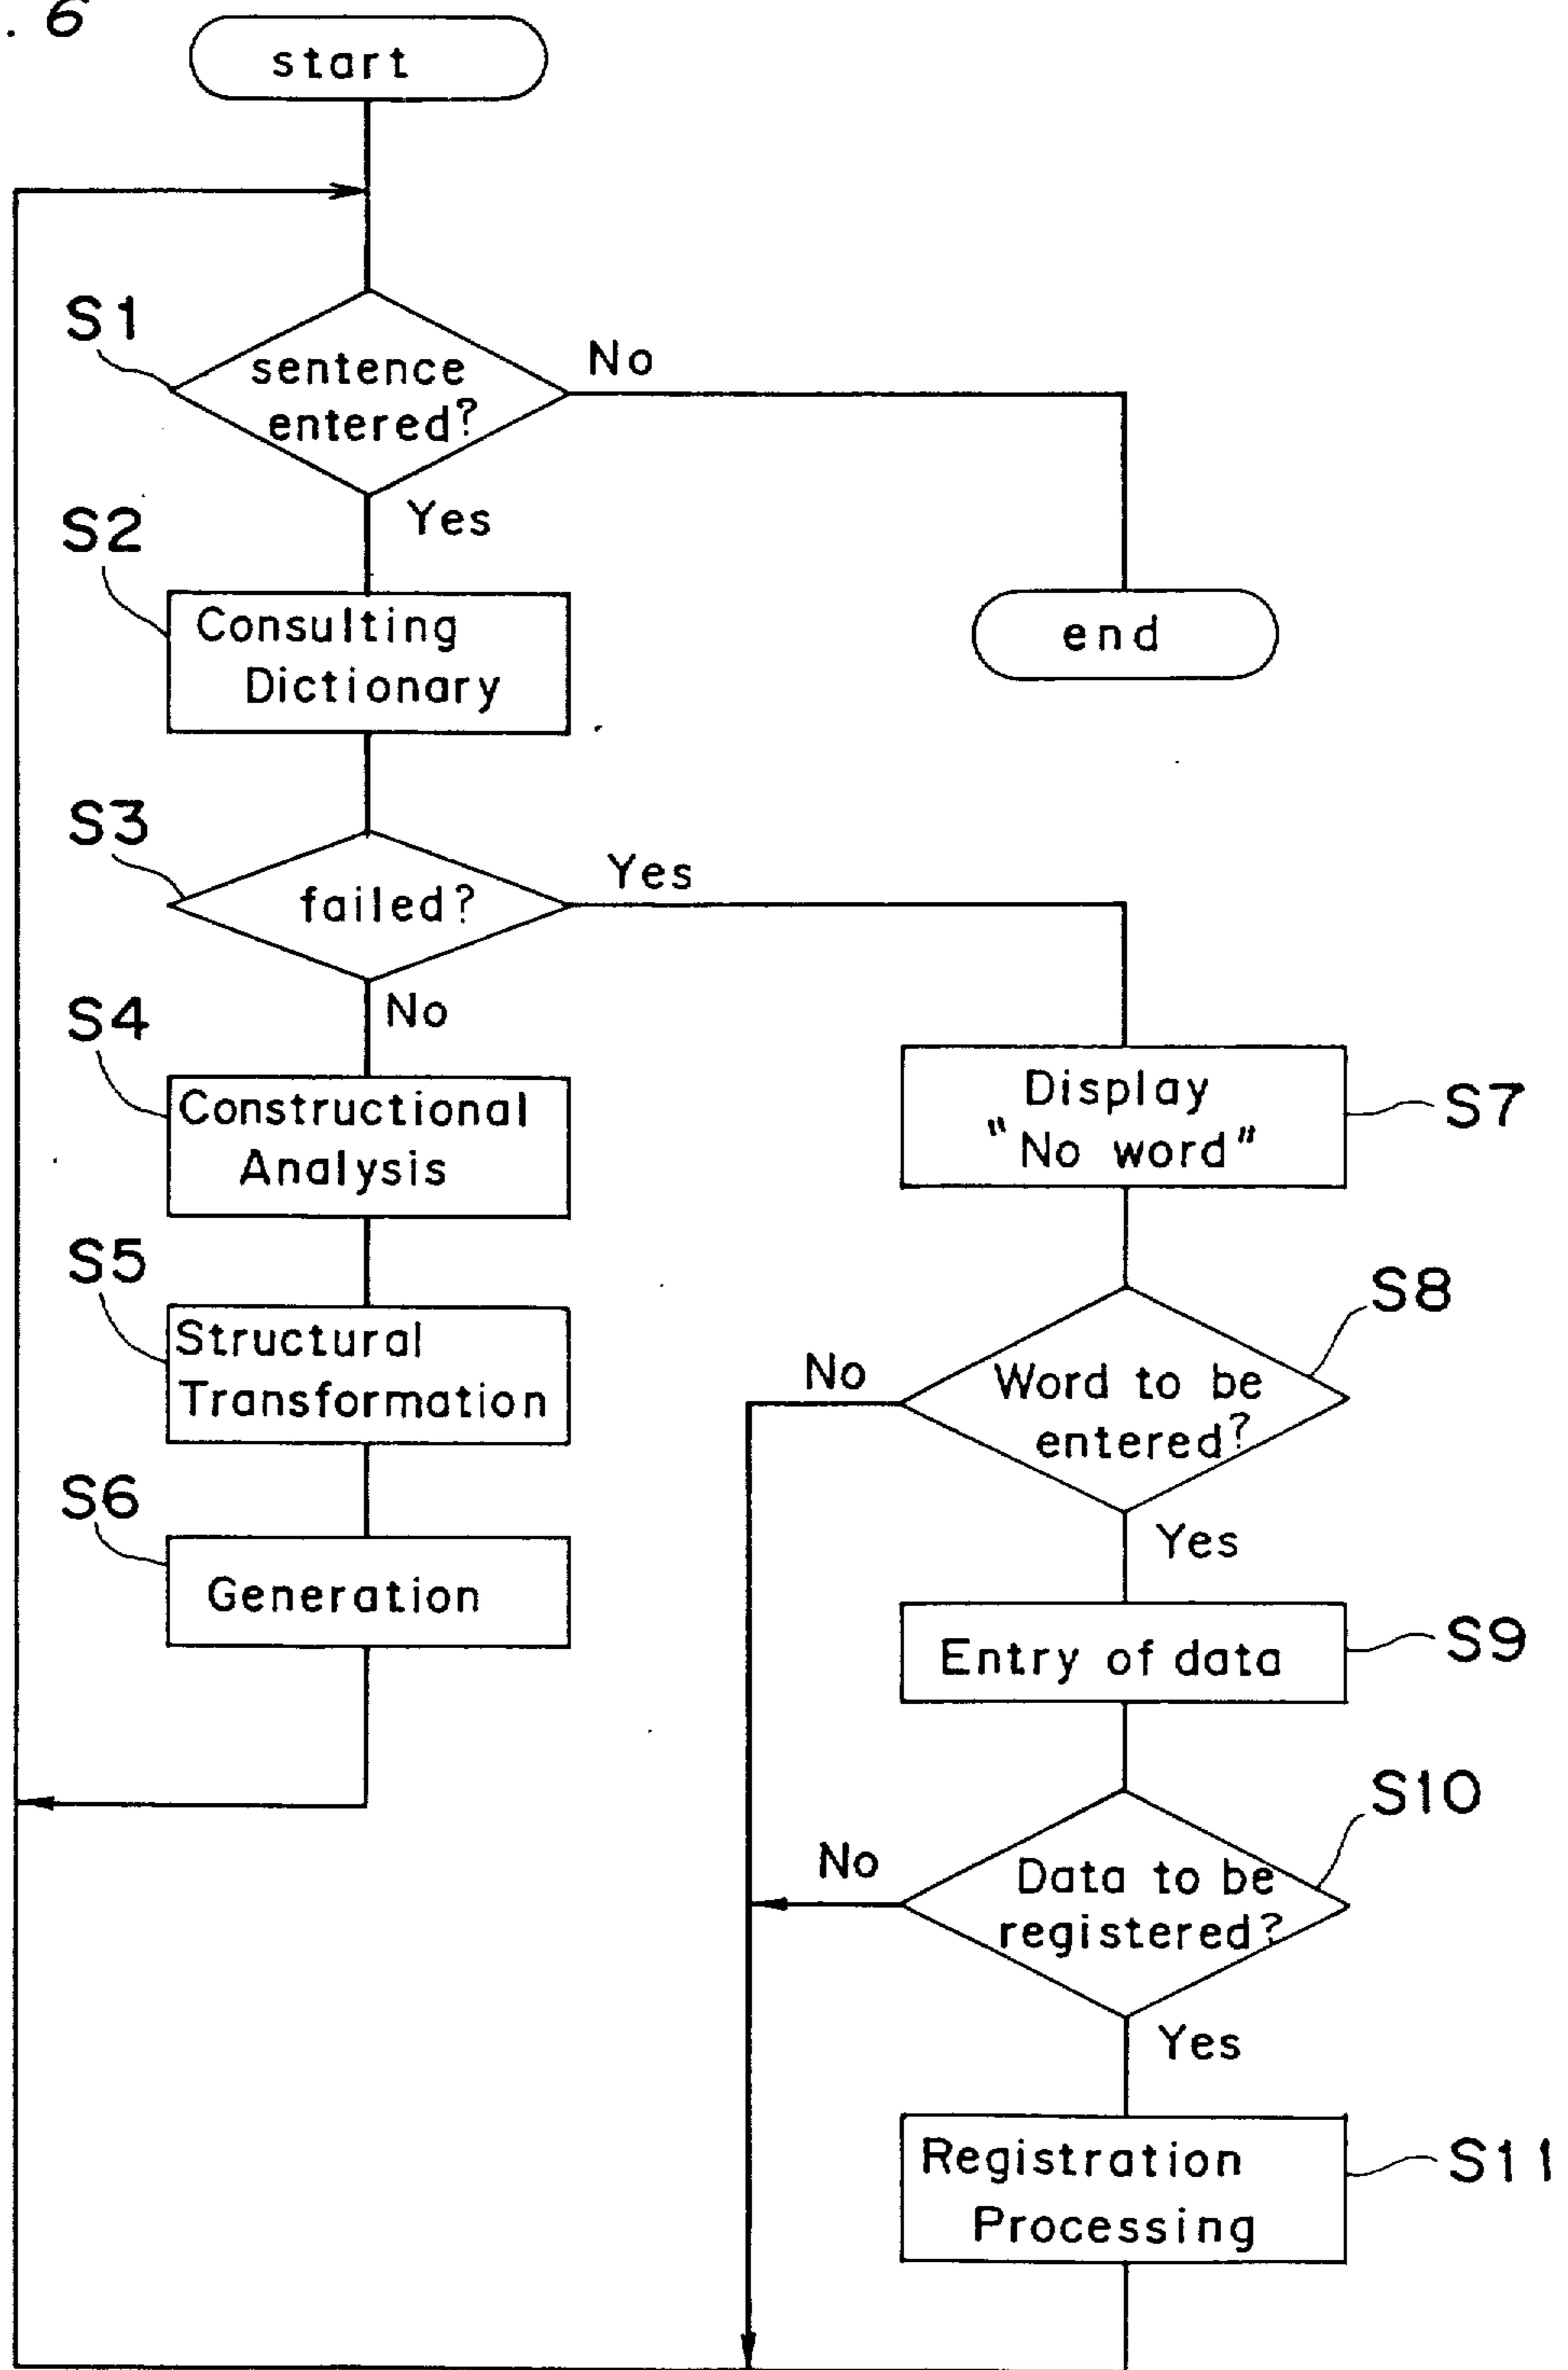 . 6
start
S1
sentence
entered?
No
Yes
S2
Consulting
Dictionary
end
S3
failed?
Yes
No
S4
Constructional
Analysis
Display
"No word"
S7
S5
Structural
Transformation
S8
Word to be
entered?
No
Yes
S6
Generation
Entry of data
S9
S10
Data to be
registered?
No
Yes
Registration
Processing
S11